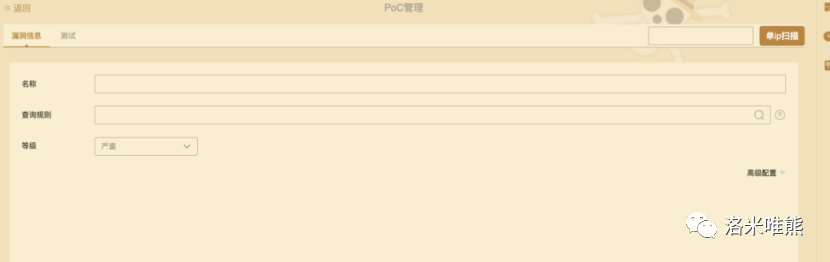 « 返回
PoC管理
漏洞信息
测试
单ip扫描
名称
查询规则
等级
严重
高级配置
洛米唯熊